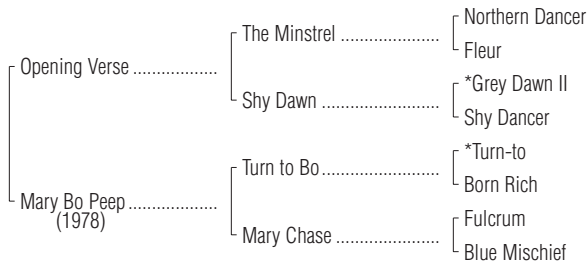 Northern Dancer
The Minstrel ....................
Fleur
Opening Verse .................
*Grey Dawn II
Shy Dawn ........................
Shy Dancer
*Turn-to
Turn to Bo........................
Born Rich
Mary Bo Peep ..................
(1978)
Fulcrum
Mary Chase .....................
Blue Mischief